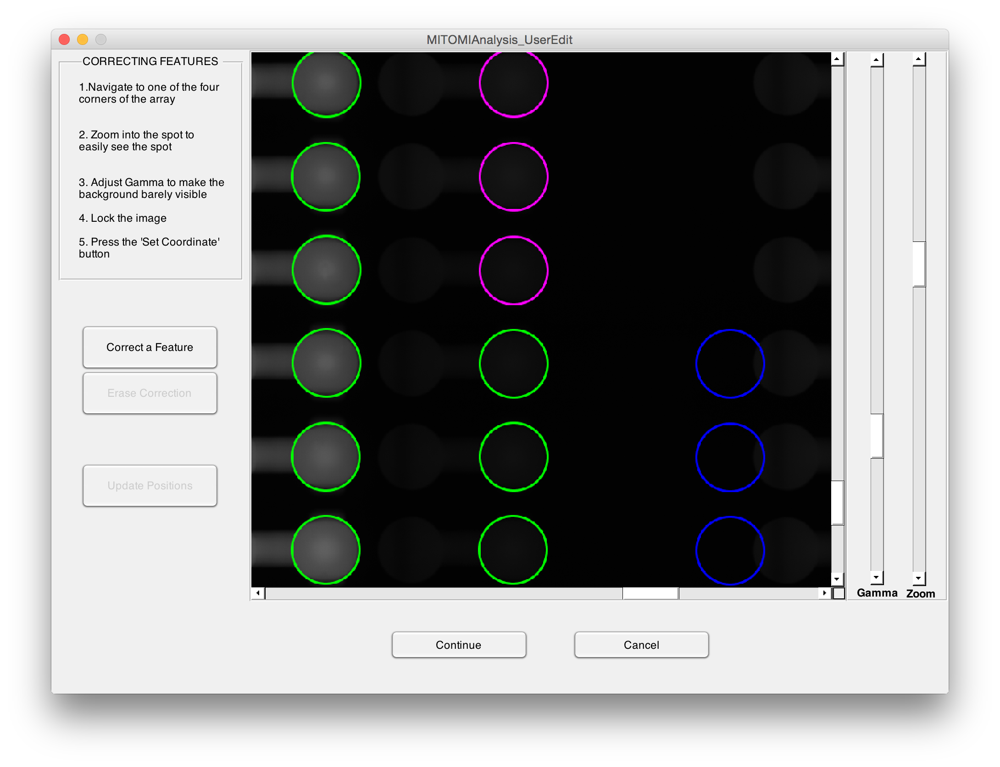 MITOMIAnalysis_UserEdit
CORRECTING FEATURES
1.Navigate to one of the four
corners of the array
2. Zoom into the spot to
easily see the spot
3. Adjust Gamma to make the
background barely visible
4. Lock the image
5. Press the 'Set Coordinate'
button
Correct a Feature
Erase Correction
Update Positions
Gamma
Zoom
Continue
Cancel